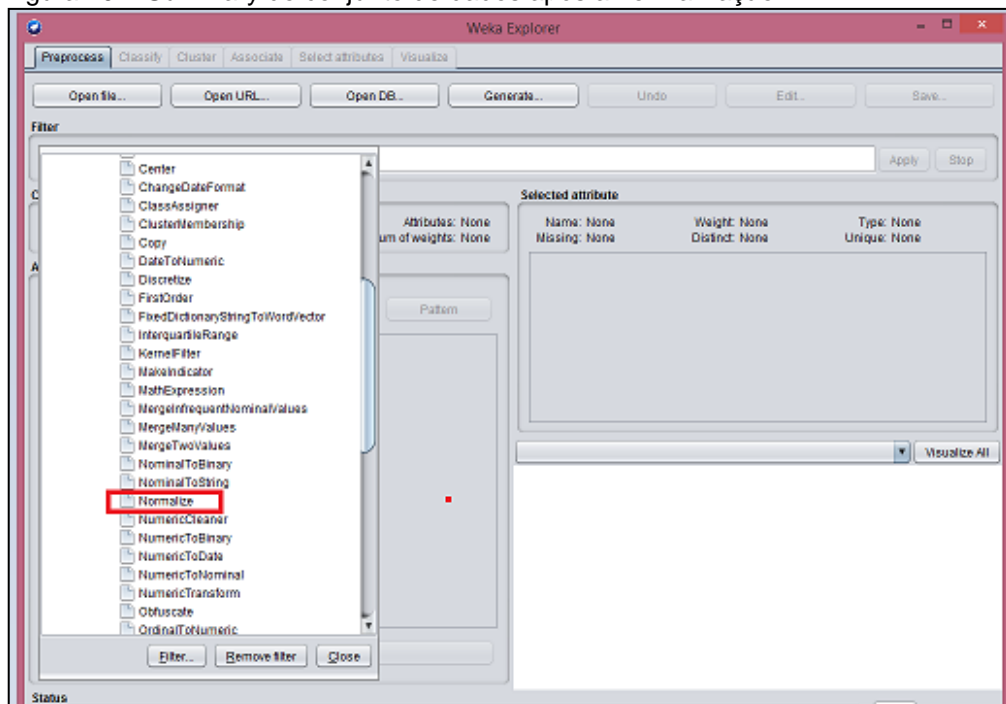 Weka Explorer
Preprocess Classify Cluster Associate Select attributes Visualize
Open file... Open URL... Open DB... Generate... Undo Edit... Save...
Filter
Apply Stop
Center
ChangeDateFormat
ClassAssigner
ClusterMembership
Copy
DateToNumeric
Discretize
FirstOrder
FixedDictionaryStringToWordVector
InterquartileRange
KernelFilter
MakeIndicator
MathExpression
MergeInfrequentNominalValues
MergeManyValues
MergeTwoValues
NominalToBinary
NominalToString
Normalize
NumericCleaner
NumericToBinary
NumericToDate
NumericToNominal
NumericTransform
Obfuscate
OrdinalToNumeric
Filter... Remove filter Close
Attributes: None
um of weights: None
Pattern
Selected attribute
Name: None Weight: None Type: None
Missing: None Distinct: None Unique: None
Visualize All
Status